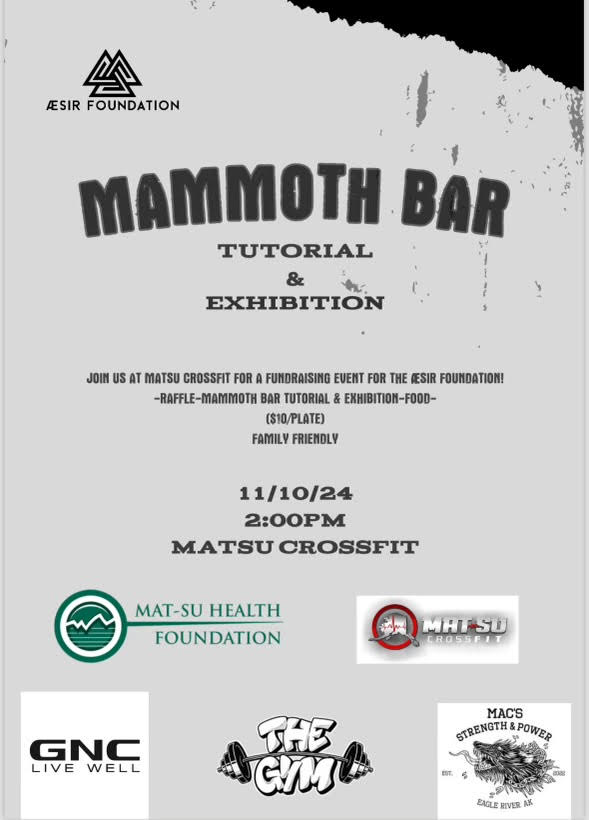 ÆSIR FOUNDATION
MAMMOTH BAR
TUTORIAL
&
EXHIBITION
JOIN US AT MATSU CROSSFIT FOR A FUNDRAISING EVENT FOR THE ÆSIR FOUNDATION!
-RAFFLE-MAMMOTH BAR TUTORIAL & EXHIBITION-FOOD-
($10/PLATE)
FAMILY FRIENDLY
11/10/24
2:00PM
MATSU CROSSFIT
MAT-SU HEALTH
FOUNDATION
MAT-SU
CROSSFIT
GNC
LIVE WELL
THE
GYM
MAC'S
STRENGTH & POWER
EST. 2022
EAGLE RIVER AK